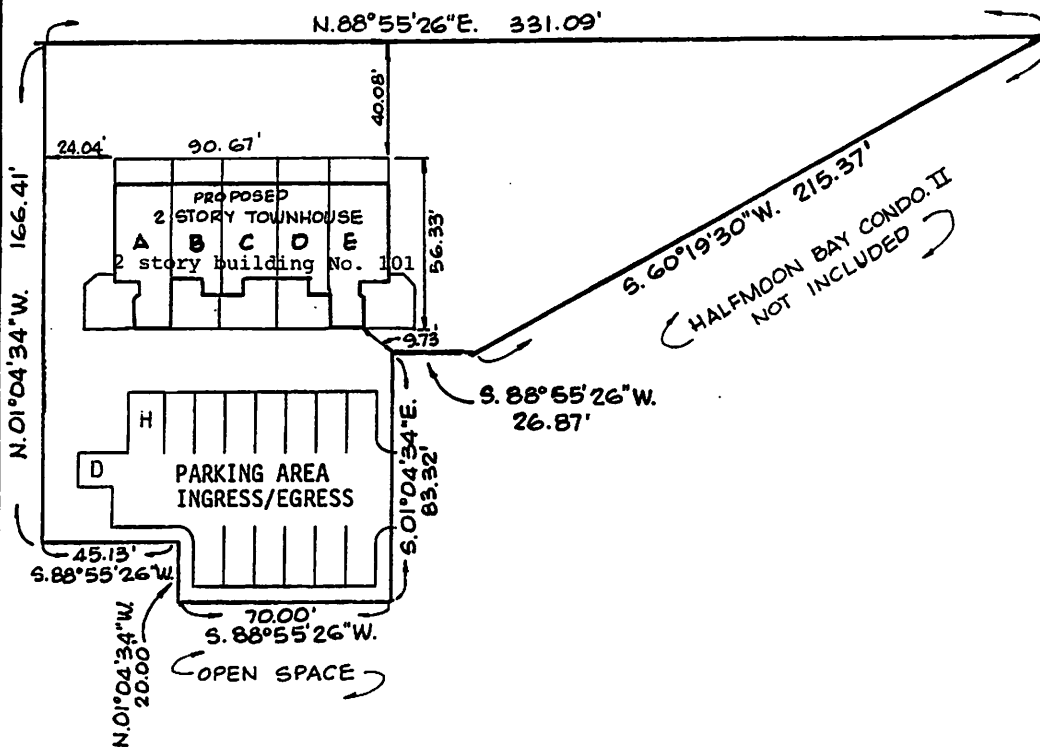 N.88°55'26"E. 331.09'
40.08'
24.04'
90.67'
N.01°04'34"W. 166.41'
PROPOSED
2 STORY TOWNHOUSE
A B C D E
2 story building No. 101
56.33'
S. 60°19'30"W. 215.37'
HALFMOON BAY CONDO. II
NOT INCLUDED
9.73'
S. 88°55'26"W.
26.87'
H
S.01°04'34"E.
83.32'
D
PARKING AREA
INGRESS/EGRESS
45.13'
S.88°55'26"W.
N.01°04'34"W.
20.00'
70.00'
S.88°55'26"W.
OPEN SPACE